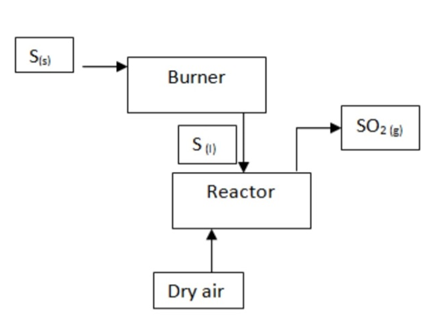 S(s)
Burner
S (l)
SO2 (g)
Reactor
Dry air